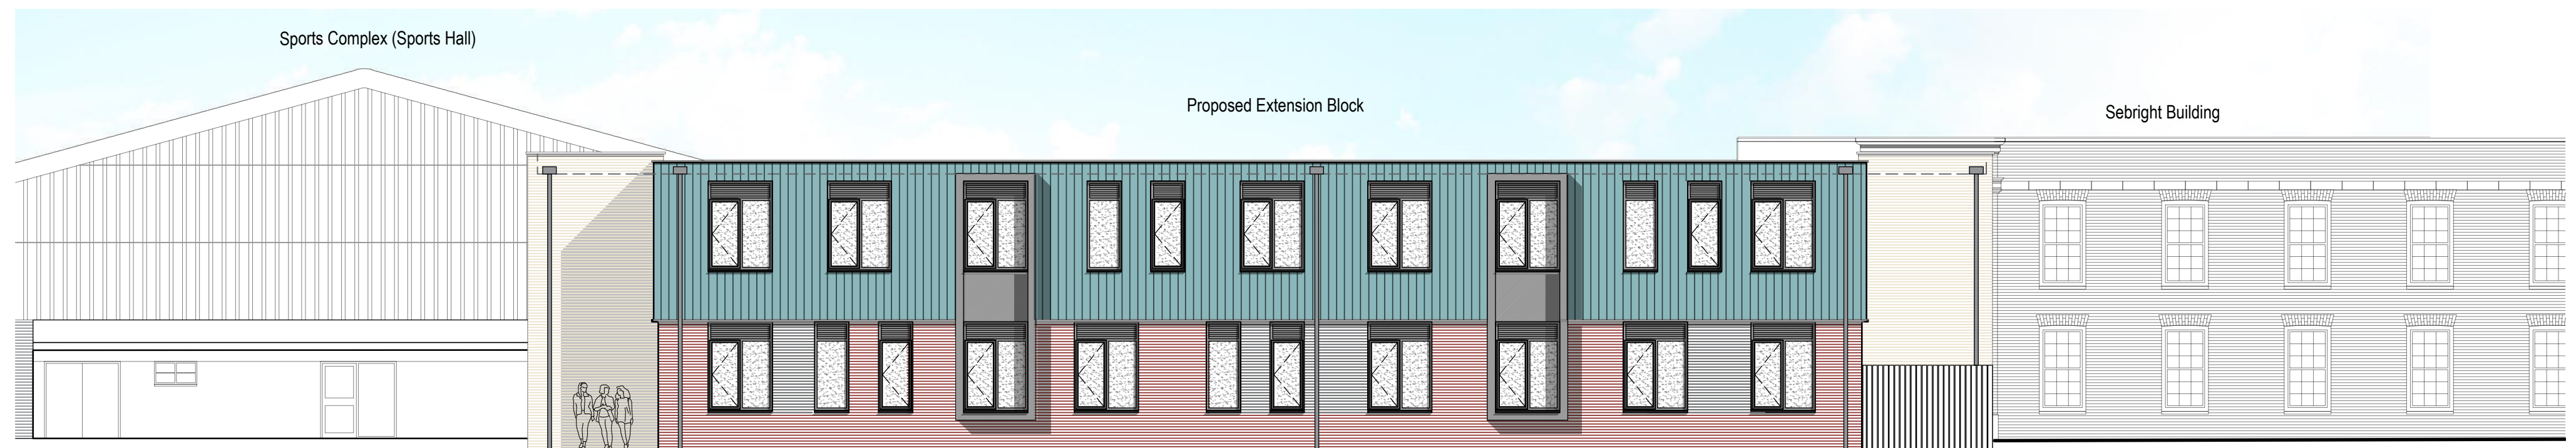 Sports Complex (Sports Hall)
Proposed Extension Block
Sebright Building